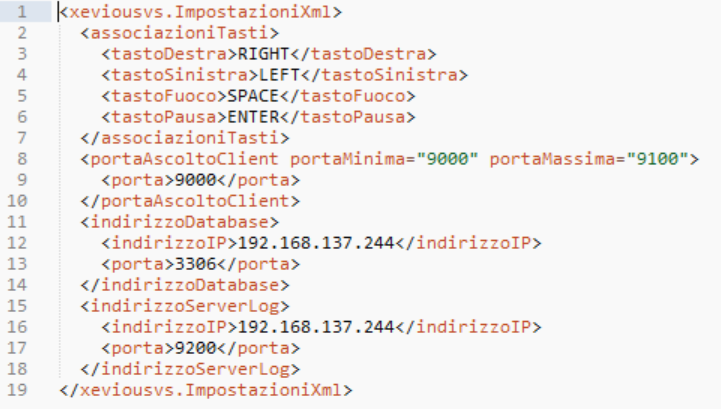 1 <xeviousvs.ImpostazioniXml>
2   <associazioniTasti>
3     <tastoDestra>RIGHT</tastoDestra>
4     <tastoSinistra>LEFT</tastoSinistra>
5     <tastoFuoco>SPACE</tastoFuoco>
6     <tastoPausa>ENTER</tastoPausa>
7   </associazioniTasti>
8   <portaAscoltoClient portaMinima="9000" portaMassima="9100">
9     <porta>9000</porta>
10   </portaAscoltoClient>
11   <indirizzoDatabase>
12     <indirizzoIP>192.168.137.244</indirizzoIP>
13     <porta>3306</porta>
14   </indirizzoDatabase>
15   <indirizzoServerLog>
16     <indirizzoIP>192.168.137.244</indirizzoIP>
17     <porta>9200</porta>
18   </indirizzoServerLog>
19 </xeviousvs.ImpostazioniXml>